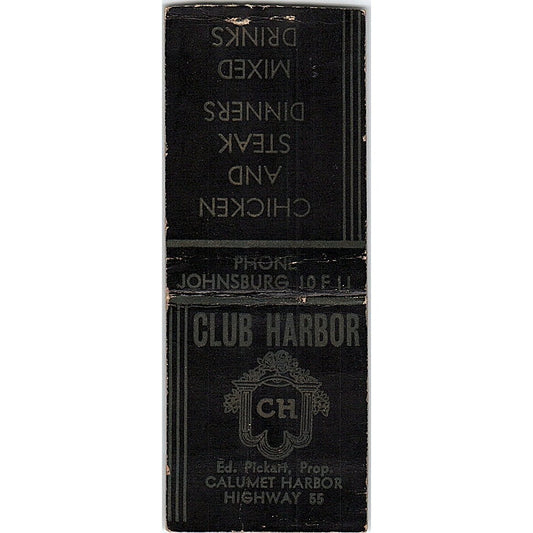 CHICKEN
AND
STEAK
DINNERS
MIXED
DRINKS
PHONE
JOHNSBURG 10 F 11
CLUB HARBOR
CH
Ed. Pickart, Prop.
CALUMET HARBOR
HIGHWAY 55